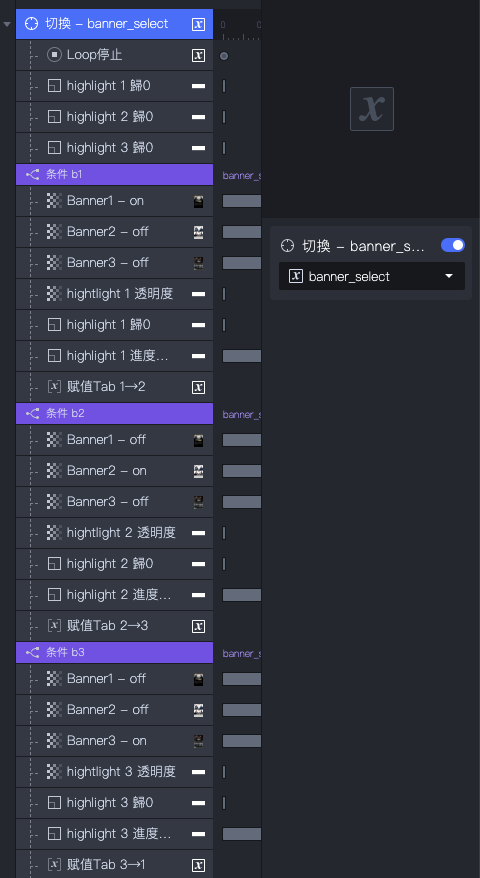 切換 – banner_select
Loop停止
highlight 1 歸0
highlight 2 歸0
highlight 3 歸0
条件 b1
banner_s
Banner1 – on
Banner2 – off
Banner3 – off
hightlight 1 透明度
highlight 1 歸0
highlight 1 進度...
赋值Tab 1→2
条件 b2
banner_s
Banner1 – off
Banner2 – on
Banner3 – off
hightlight 2 透明度
highlight 2 歸0
highlight 2 進度...
赋值Tab 2→3
条件 b3
banner_s
Banner1 – off
Banner2 – off
Banner3 – on
hightlight 3 透明度
highlight 3 歸0
highlight 3 進度...
赋值Tab 3→1
0
x
切換 – banner_s...
banner_select